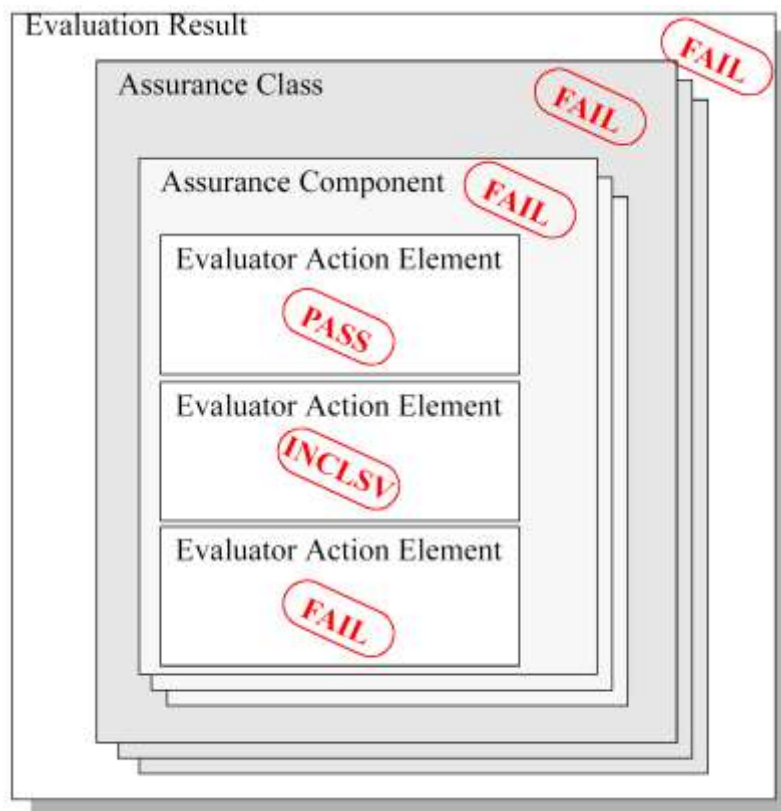 Evaluation Result
FAIL
Assurance Class
FAIL
Assurance Component
FAIL
Evaluator Action Element
PASS
Evaluator Action Element
INCLSV
Evaluator Action Element
FAIL